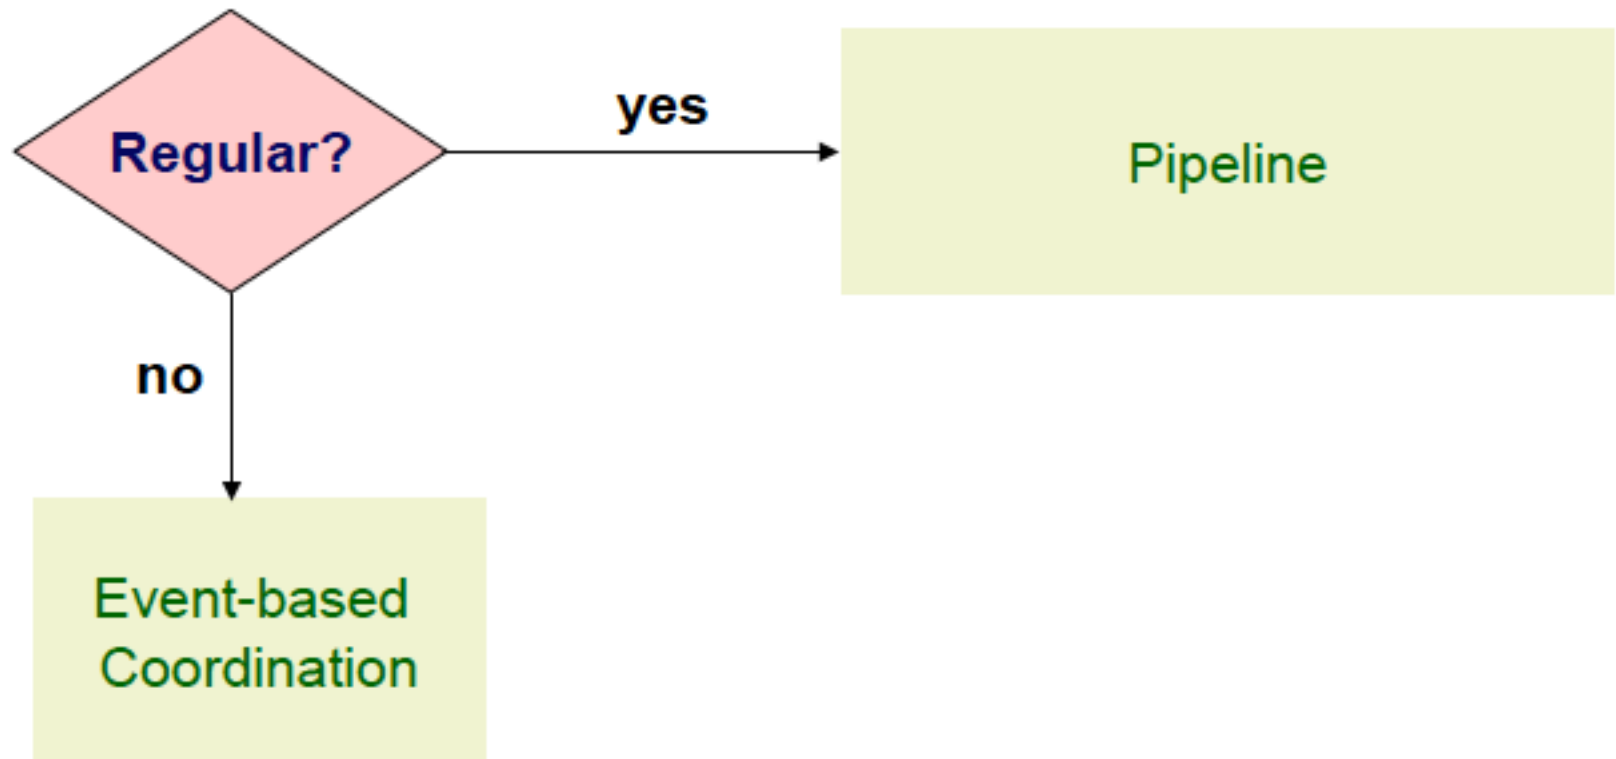 Regular?
yes
Pipeline
no
Event-based
Coordination